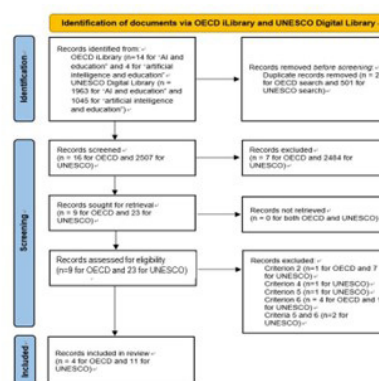 Identification of documents via OECD iLibrary and UNESCO Digital Library
Identification
Records identified from:
OECD iLibrary (n=14 for "AI and
education" and 4 for "artificial
intelligence and education"
UNESCO Digital Library (n =
1963 for "AI and education" and
1045 for "artificial intelligence
and education")
Records removed before screening:
Duplicate records removed (n = 2
for OECD search and 501 for
UNESCO search)
Screening
Records screened
(n = 16 for OECD and 2507 for
UNESCO)
Records excluded
(n = 7 for OECD and 2484 for
UNESCO)
Records sought for retrieval
(n = 9 for OECD and 23 for
UNESCO)
Records not retrieved
(n = 0 for both OECD and UNESCO)
Records assessed for eligibility
(n=9 for OECD and 23 for UNESCO)
Records excluded:
Criterion 2 (n=1 for OECD and 7
for UNESCO)
Criterion 4 (n=1 for UNESCO)
Criterion 5 (n=1 for UNESCO)
Criterion 6 (n = 4 for OECD and 1
for UNESCO)
Criteria 5 and 6 (n=2 for
UNESCO)
Included
Records included in review
(n = 4 for OECD and 11 for
UNESCO)